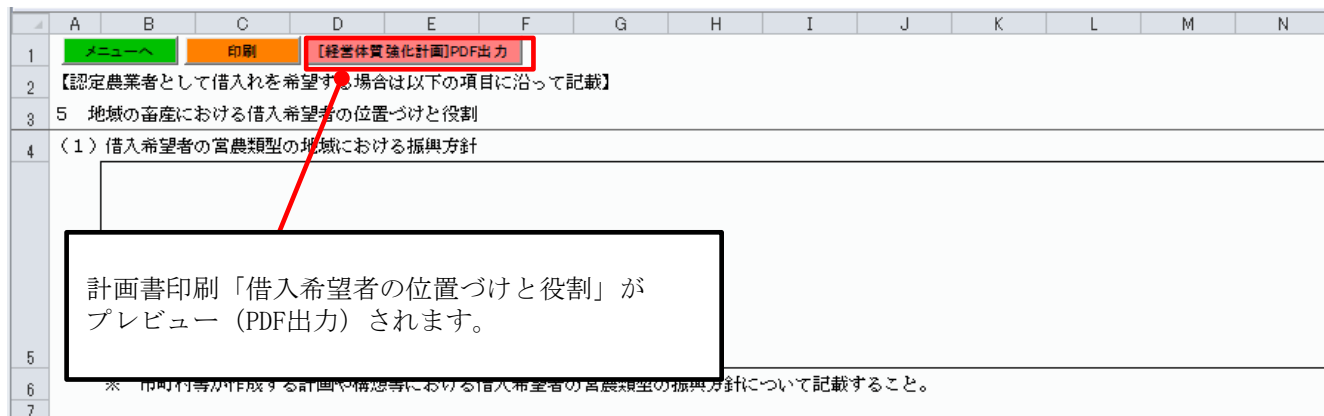 A B C D E F G H I J K L M N
1 メニューへ 印刷 [経営体質強化計画]PDF出力
2 【認定農業者として借入れを希望する場合は以下の項目に沿って記載】
3 5 地域の畜産における借入希望者の位置づけと役割
4 (1)借入希望者の営農類型の地域における振興方針
計画書印刷「借入希望者の位置づけと役割」が
プレビュー(PDF出力)されます。
5
6 ※ 市町村等が作成する計画や構想等における借入希望者の営農類型の振興方針について記載すること。
7